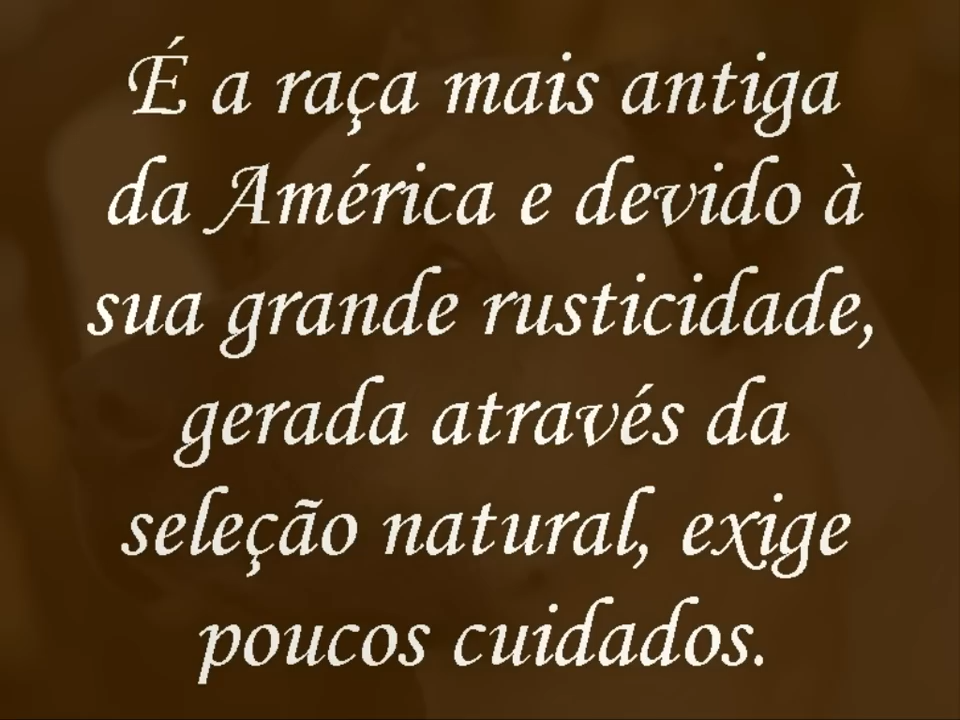 É a raça mais antiga
da América e devido à
sua grande rusticidade,
gerada através da
seleção natural, exige
poucos cuidados.